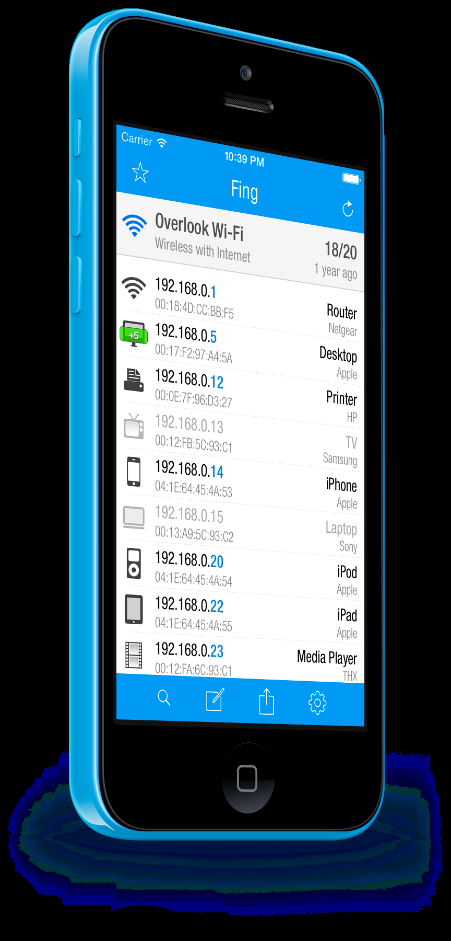 Carrier
10:39 PM
Fing
Overlook Wi-Fi
18/20
Wireless with Internet
1 year ago
192.168.0.1
Router
00:18:4D:CC:BB:F5
Netgear
+5
192.168.0.5
Desktop
00:17:F2:97:A4:5A
Apple
192.168.0.12
Printer
00:0E:7F:96:D3:27
HP
192.168.0.13
TV
00:12:FB:5C:93:C1
Samsung
192.168.0.14
iPhone
04:1E:64:45:4A:53
Apple
192.168.0.15
Laptop
00:13:A9:5C:93:C2
Sony
192.168.0.20
iPod
04:1E:64:45:4A:54
Apple
192.168.0.22
iPad
04:1E:64:45:4A:55
Apple
192.168.0.23
Media Player
00:12:FA:6C:93:C1
THX